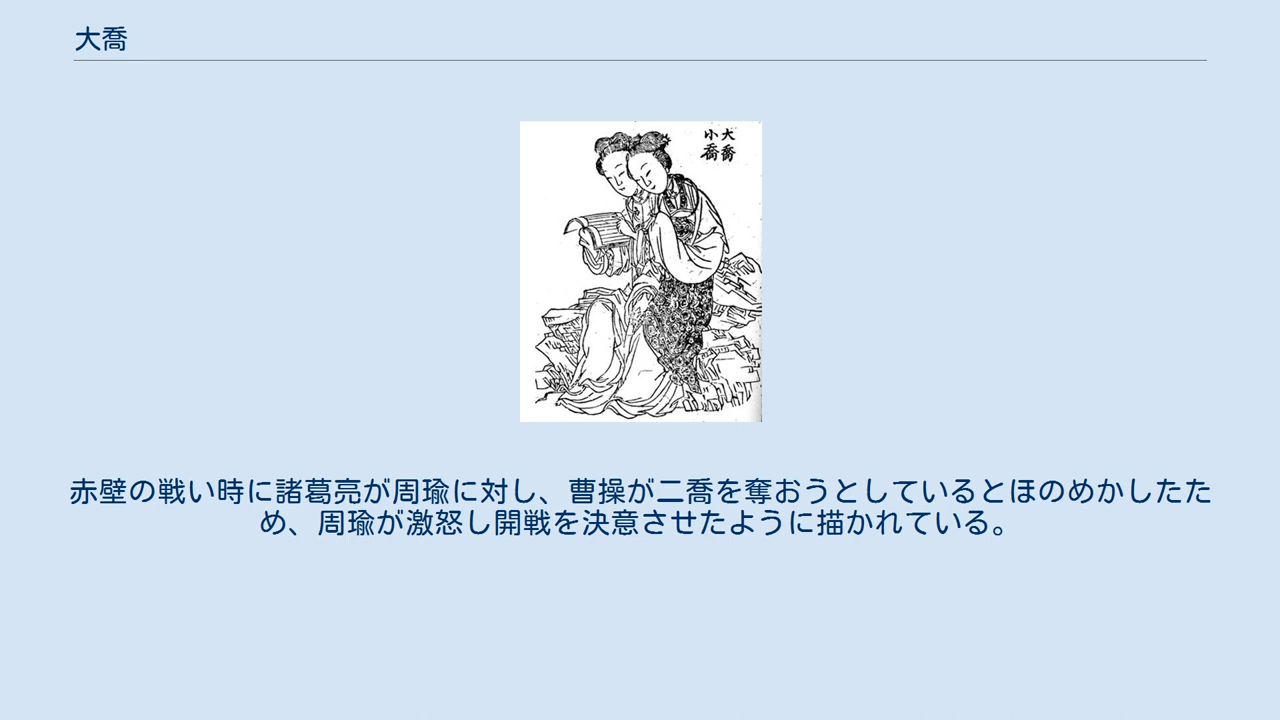 大喬
大喬
小喬
赤壁の戦い時に諸葛亮が周瑜に対し、曹操が二喬を奪おうとしているとほのめかしたた
め、周瑜が激怒し開戦を決意させたように描かれている。